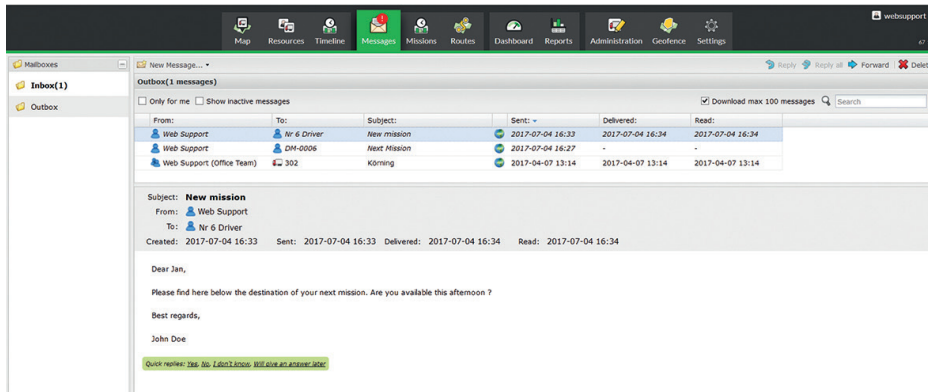 websupport
Map Resources Timeline Messages Missions Routes Dashboard Reports Administration Geofence Settings
67
Mailboxes
New Message...
Reply Reply all Forward Delet
Inbox(1)
Outbox(1 messages)
Outbox
Only for me Show inactive messages Download max 100 messages Search
From: To: Subject: Sent: Delivered: Read:
Web Support Nr 6 Driver New mission 2017-07-04 16:33 2017-07-04 16:34 2017-07-04 16:34
Web Support DM-0006 Next Mission 2017-07-04 16:27 - -
Web Support (Office Team) 302 Körning 2017-04-07 13:14 2017-04-07 13:14 2017-04-07 13:14
Subject: New mission
From: Web Support
To: Nr 6 Driver
Created: 2017-07-04 16:33 Sent: 2017-07-04 16:33 Delivered: 2017-07-04 16:34 Read: 2017-07-04 16:34
Dear Jan,
Please find here below the destination of your next mission. Are you available this afternoon ?
Best regards,
John Doe
Quick replies: Yes, No, I don't know, Will give an answer later